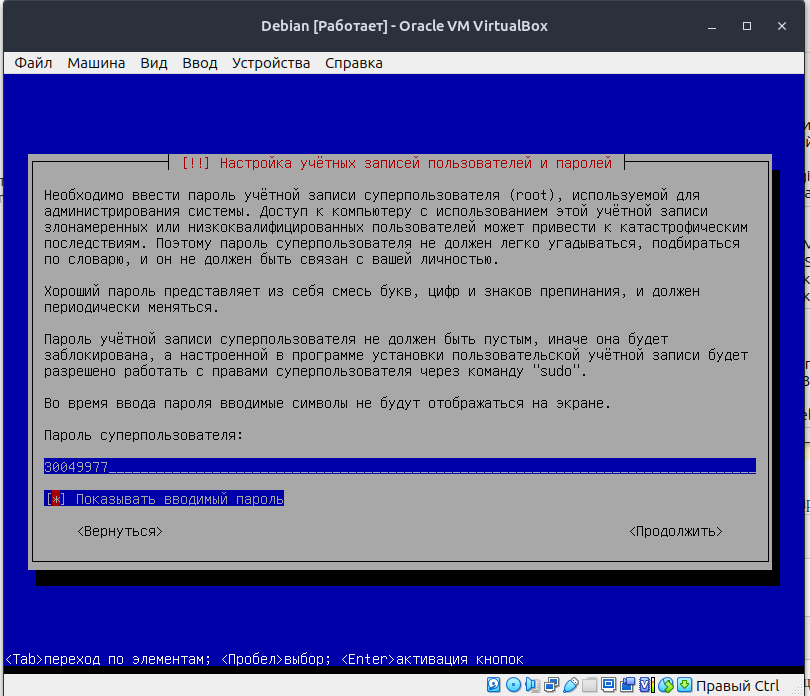 Debian [Работает] - Oracle VM VirtualBox
Файл Машина Вид Ввод Устройства Справка
[!!] Настройка учётных записей пользователей и паролей
Необходимо ввести пароль учётной записи суперпользователя (root), используемой для
администрирования системы. Доступ к компьютеру с использованием этой учётной записи
злонамеренных или низкоквалифицированных пользователей может привести к катастрофическим
последствиям. Поэтому пароль суперпользователя не должен легко угадываться, подбираться
по словарю, и он не должен быть связан с вашей личностью.
Хороший пароль представляет из себя смесь букв, цифр и знаков препинания, и должен
периодически меняться.
Пароль учётной записи суперпользователя не должен быть пустым, иначе она будет
заблокирована, а настроенной в программе установки пользовательской учётной записи будет
разрешено работать с правами суперпользователя через команду "sudo".
Во время ввода пароля вводимые символы не будут отображаться на экране.
Пароль суперпользователя:
30049977
[*] Показывать вводимый пароль
<Вернуться> <Продолжить>
<Tab>переход по элементам; <Пробел>выбор; <Enter>активация кнопок
Правый Ctrl